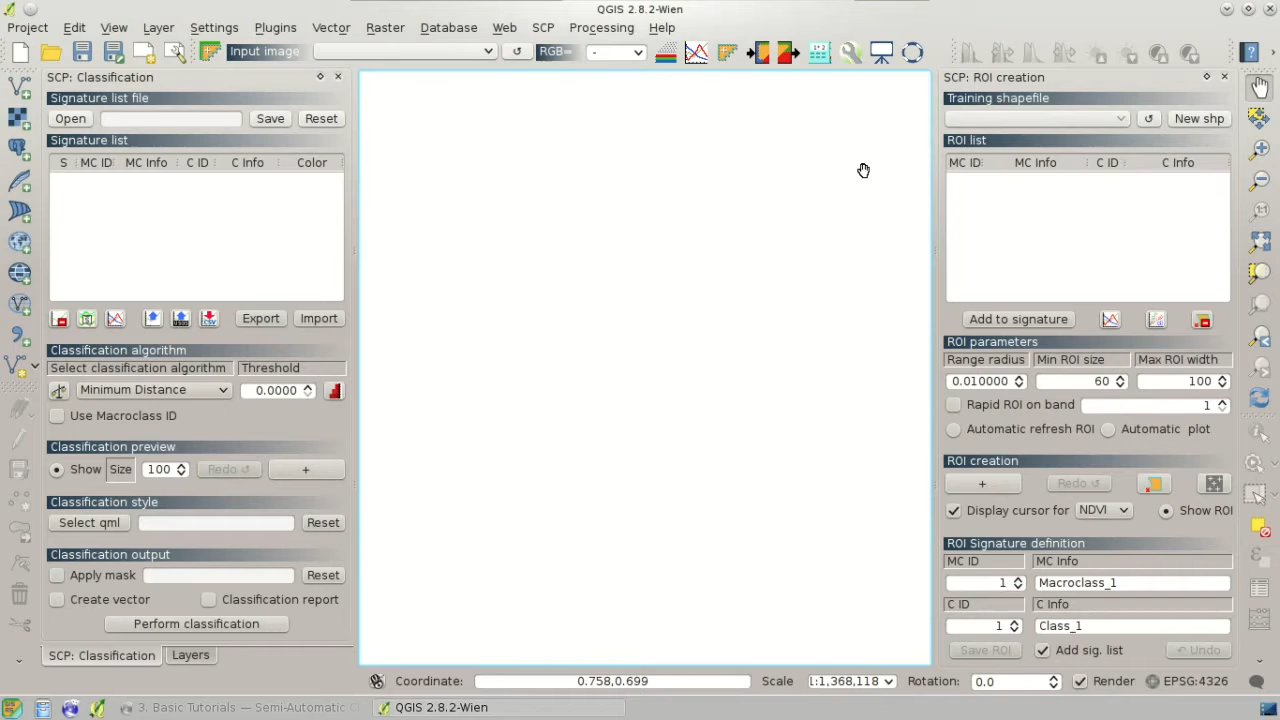 QGIS 2.8.2-Wien
Project Edit View Layer Settings Plugins Vector Raster Database Web SCP Processing Help
Input image RGB= -
SCP: Classification
Signature list file
Open Save Reset
Signature list
S MC ID MC Info C ID C Info Color
Export Import
Classification algorithm
Select classification algorithm Threshold
Minimum Distance 0.0000
Use Macroclass ID
Classification preview
Show Size 100 Redo ↺ +
Classification style
Select qml Reset
Classification output
Apply mask Reset
Create vector Classification report
Perform classification
SCP: Classification Layers
SCP: ROI creation
Training shapefile
New shp
ROI list
MC ID MC Info C ID C Info
Add to signature
ROI parameters
Range radius Min ROI size Max ROI width
0.010000 60 100
Rapid ROI on band 1
Automatic refresh ROI Automatic plot
ROI creation
+ Redo ↺
Display cursor for NDVI Show ROI
ROI Signature definition
MC ID MC Info
1 Macroclass_1
C ID C Info
1 Class_1
Save ROI Add sig. list Undo
Coordinate: 0.758,0.699 Scale 1:1,368,118 Rotation: 0.0 Render EPSG:4326
3. Basic Tutorials — Semi-Automatic C QGIS 2.8.2-Wien